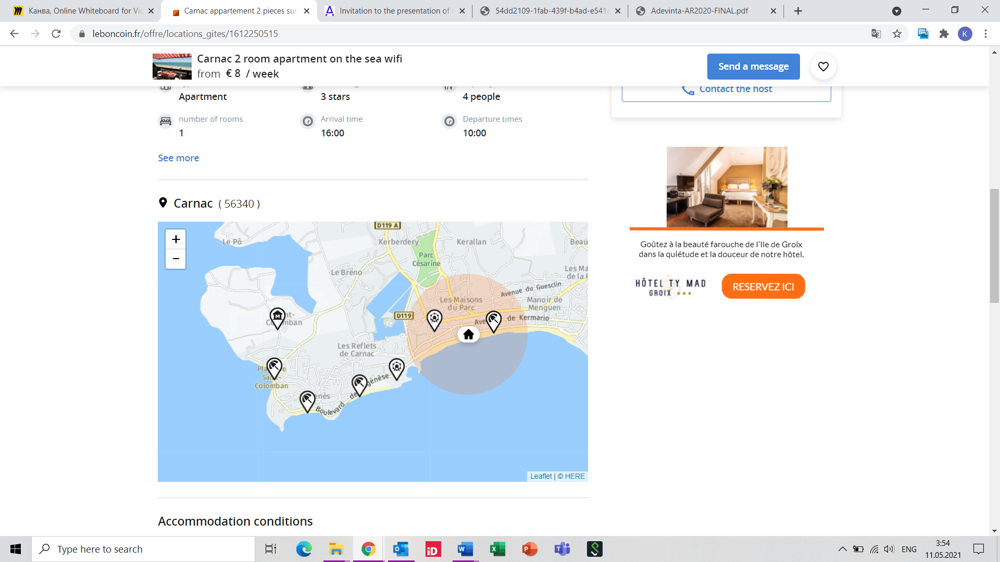 Канва, Online Whiteboard for Vis
Carnac appartement 2 pieces sur
Invitation to the presentation of t
54dd2109-1fab-439f-b4ad-e541a
Adevinta-AR2020-FINAL.pdf
leboncoin.fr/offre/locations_gites/1612250515
K
Carnac 2 room apartment on the sea wifi
from € 8 / week
Send a message
Contact the host
Apartment
3 stars
4 people
number of rooms
Arrival time
Departure times
1
16:00
10:00
See more
Carnac ( 56340 )
+
−
D119 A
Le Pô
Kerberdery
Kerallan
Beau
Parc
Césarine
Le Breno
Les Ma
de la F
Avenue du Guesclin
Les Maisons
du Parc
Manoir de
Menguen
D119
Ave
de Kermario
Les Reflets
de Carnac
Saint-
Colomban
Boulevard de
génèse
Leaflet | © HERE
Goûtez à la beauté farouche de l'Ile de Groix
dans la quiétude et la douceur de notre hôtel.
HÔTEL TY MAD
GROIX ★★★
RESERVEZ ICI
Accommodation conditions
Type here to search
ENG
3:54
11.05.2021